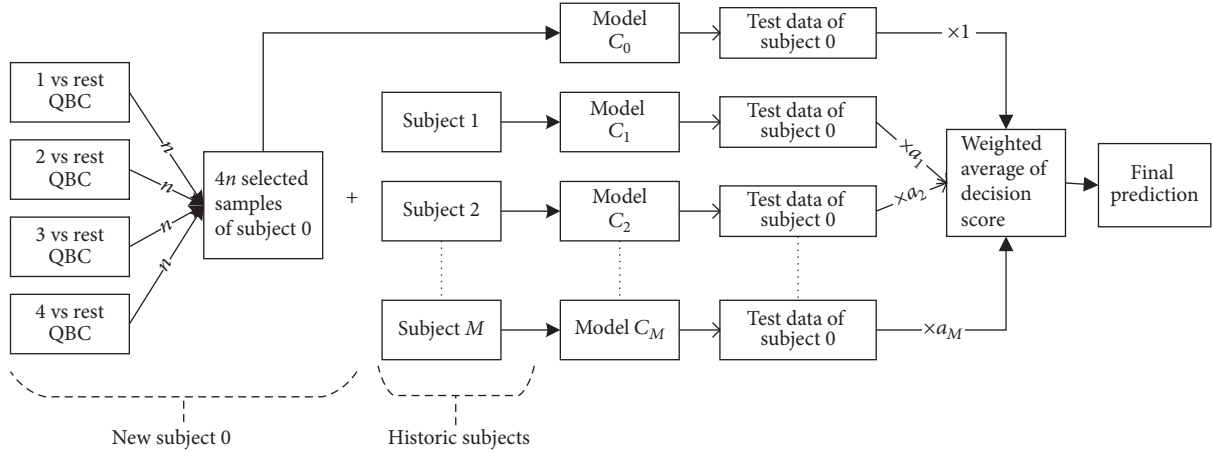 1 vs rest
QBC
2 vs rest
QBC
3 vs rest
QBC
4 vs rest
QBC
n
n
n
n
4n selected
samples
of subject 0
+
New subject 0
Subject 1
Subject 2
Subject M
Historic subjects
Model
C₀
Model
C₁
Model
C₂
Model C_M
Test data of
subject 0
Test data of
subject 0
Test data of
subject 0
Test data of
subject 0
×1
×a₁
×a₂
×a_M
Weighted
average of
decision
score
Final
prediction